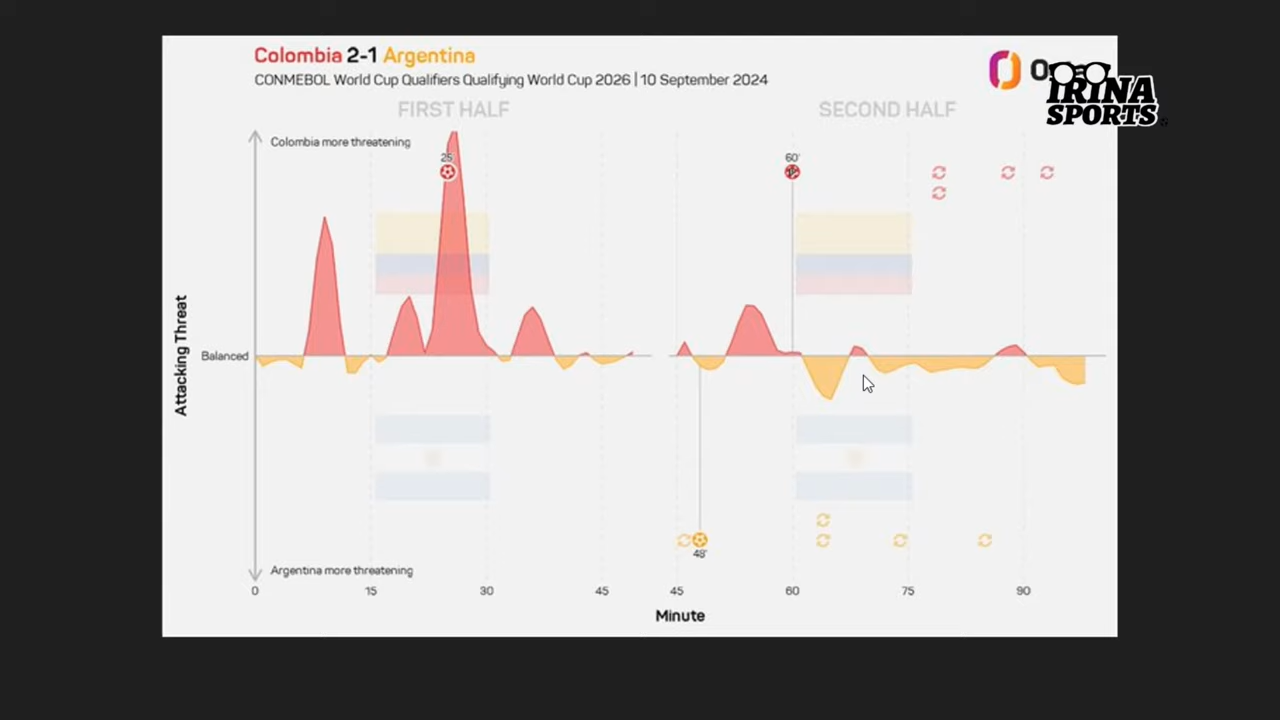 Colombia 2-1 Argentina
CONMEBOL World Cup Qualifiers Qualifying World Cup 2026 | 10 September 2024
IRINA
SPORTS
FIRST HALF
SECOND HALF
Colombia more threatening
25'
60'
Attacking Threat
Balanced
48'
Argentina more threatening
0 15 30 45 45 60 75 90
Minute